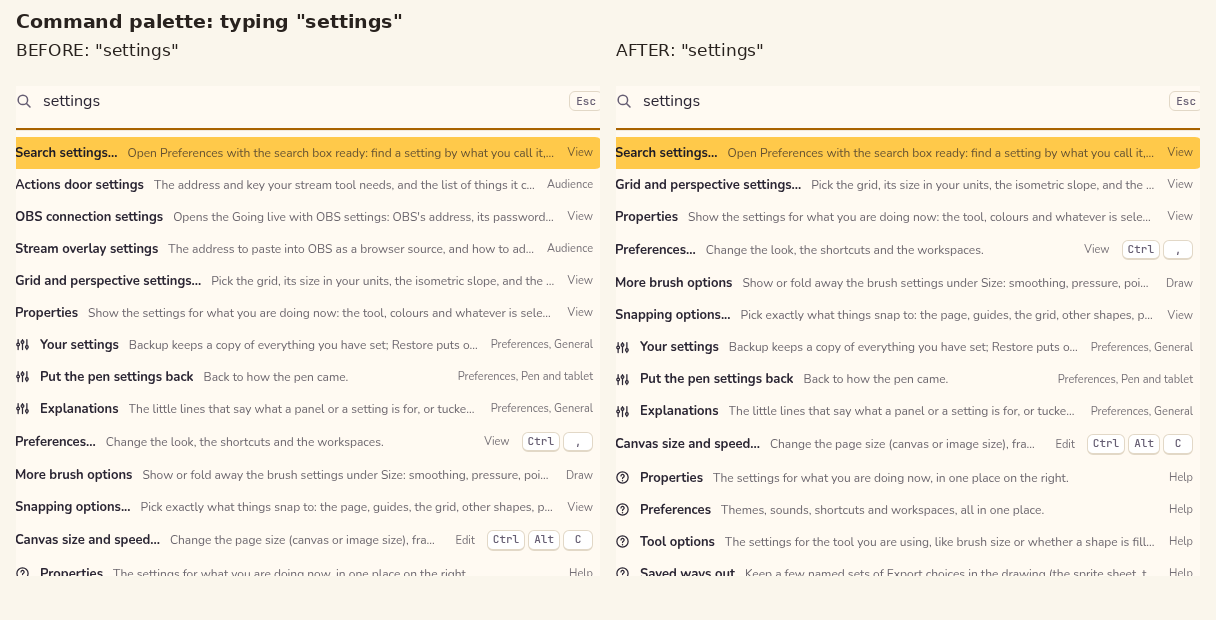 Command palette: typing "settings"
BEFORE: "settings"
settings Esc
Search settings... Open Preferences with the search box ready: find a setting by what you call it,... View
Actions door settings The address and key your stream tool needs, and the list of things it c... Audience
OBS connection settings Opens the Going live with OBS settings: OBS's address, its password... View
Stream overlay settings The address to paste into OBS as a browser source, and how to ad... Audience
Grid and perspective settings... Pick the grid, its size in your units, the isometric slope, and the ... View
Properties Show the settings for what you are doing now: the tool, colours and whatever is sele... View
Your settings Backup keeps a copy of everything you have set; Restore puts o... Preferences, General
Put the pen settings back Back to how the pen came. Preferences, Pen and tablet
Explanations The little lines that say what a panel or a setting is for, or tucke... Preferences, General
Preferences... Change the look, the shortcuts and the workspaces. View Ctrl ,
More brush options Show or fold away the brush settings under Size: smoothing, pressure, poi... Draw
Snapping options... Pick exactly what things snap to: the page, guides, the grid, other shapes, p... View
Canvas size and speed... Change the page size (canvas or image size), fra... Edit Ctrl Alt C
Properties The settings for what you are doing now, in one place on the right. Help
AFTER: "settings"
settings Esc
Search settings... Open Preferences with the search box ready: find a setting by what you call it,... View
Grid and perspective settings... Pick the grid, its size in your units, the isometric slope, and the ... View
Properties Show the settings for what you are doing now: the tool, colours and whatever is sele... View
Preferences... Change the look, the shortcuts and the workspaces. View Ctrl ,
More brush options Show or fold away the brush settings under Size: smoothing, pressure, poi... Draw
Snapping options... Pick exactly what things snap to: the page, guides, the grid, other shapes, p... View
Your settings Backup keeps a copy of everything you have set; Restore puts o... Preferences, General
Put the pen settings back Back to how the pen came. Preferences, Pen and tablet
Explanations The little lines that say what a panel or a setting is for, or tucke... Preferences, General
Canvas size and speed... Change the page size (canvas or image size), fra... Edit Ctrl Alt C
Properties The settings for what you are doing now, in one place on the right. Help
Preferences Themes, sounds, shortcuts and workspaces, all in one place. Help
Tool options The settings for the tool you are using, like brush size or whether a shape is fill... Help
Saved ways out Keep a few named sets of Export choices in the drawing (the sprite sheet, t... Help